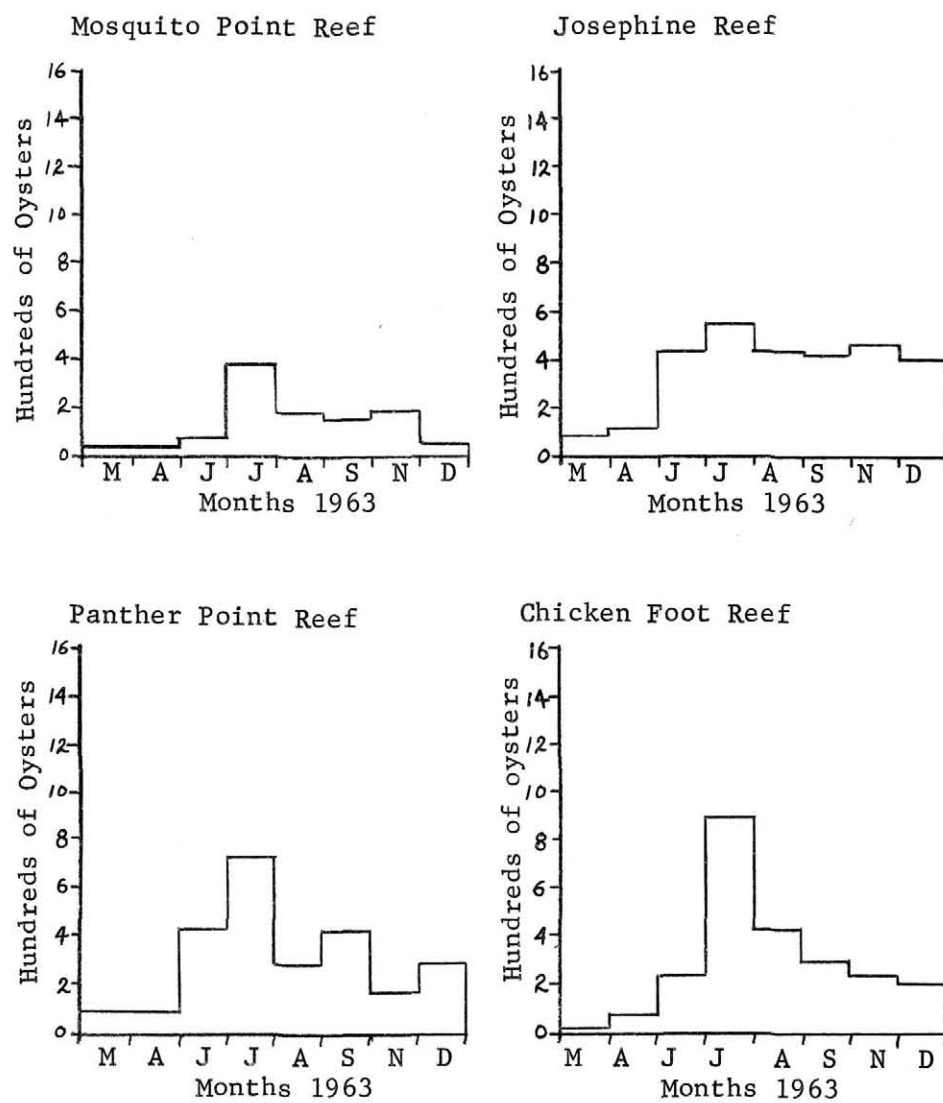 Mosquito Point Reef
Hundreds of Oysters
16
14
12
10
8
6
4
2
0
M A J J A S N D
Months 1963
Josephine Reef
Hundreds of Oysters
16
14
12
10
8
6
4
2
0
M A J J A S N D
Months 1963
Panther Point Reef
Hundreds of Oysters
16
14
12
10
8
6
4
2
0
M A J J A S N D
Months 1963
Chicken Foot Reef
Hundreds of oysters
16
14
12
10
8
6
4
2
0
M A J J A S N D
Months 1963